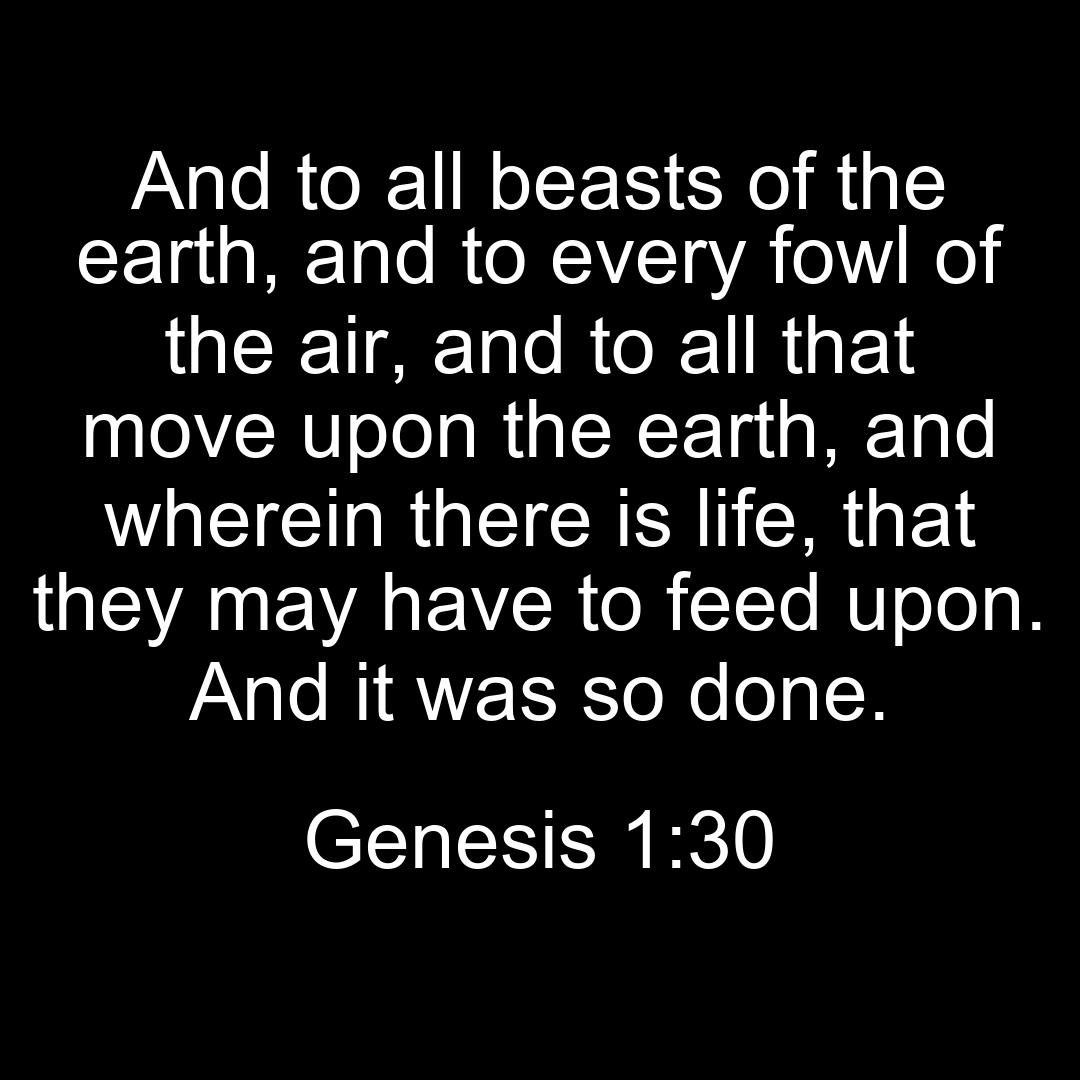 And to all beasts of the
earth, and to every fowl of
the air, and to all that
move upon the earth, and
wherein there is life, that
they may have to feed upon.
And it was so done.
Genesis 1:30